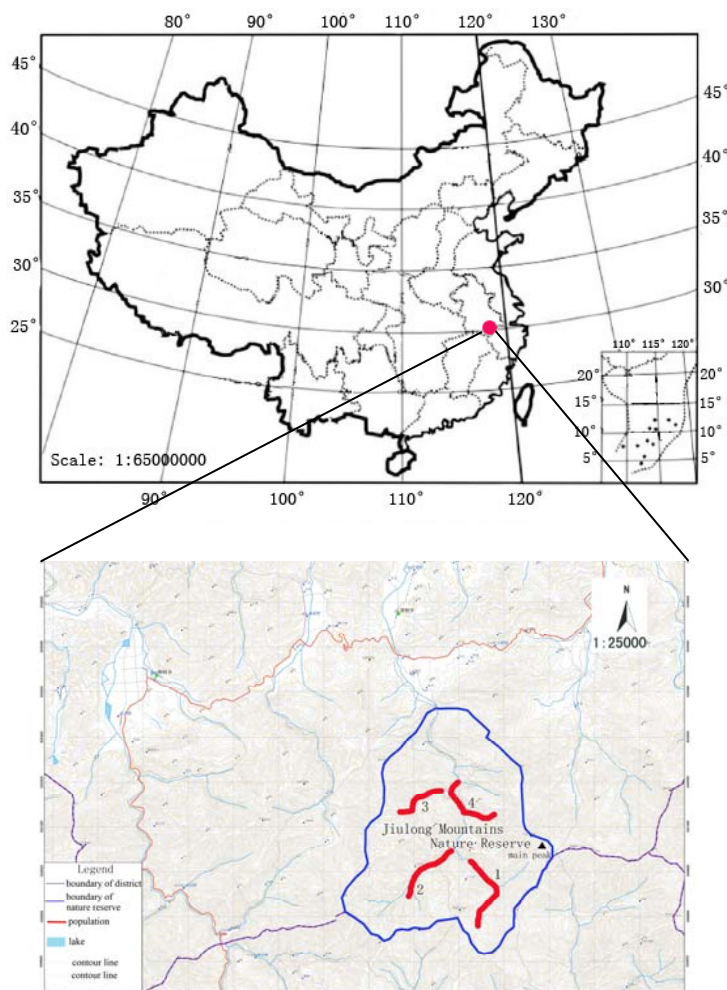 80° 90° 100° 110° 120° 130°
45°
40°
35°
30°
25°
45°
40°
35°
30°
110° 115° 120°
20°
15°
10°
5°
20°
15°
10°
5°
Scale: 1:65000000
90° 100° 110° 120°
N
1:25000
3
4
Jiulong Mountains
Nature Reserve
main peak
2
1
Legend
boundary of district
boundary of
nature reserve
population
lake
contour line
contour line